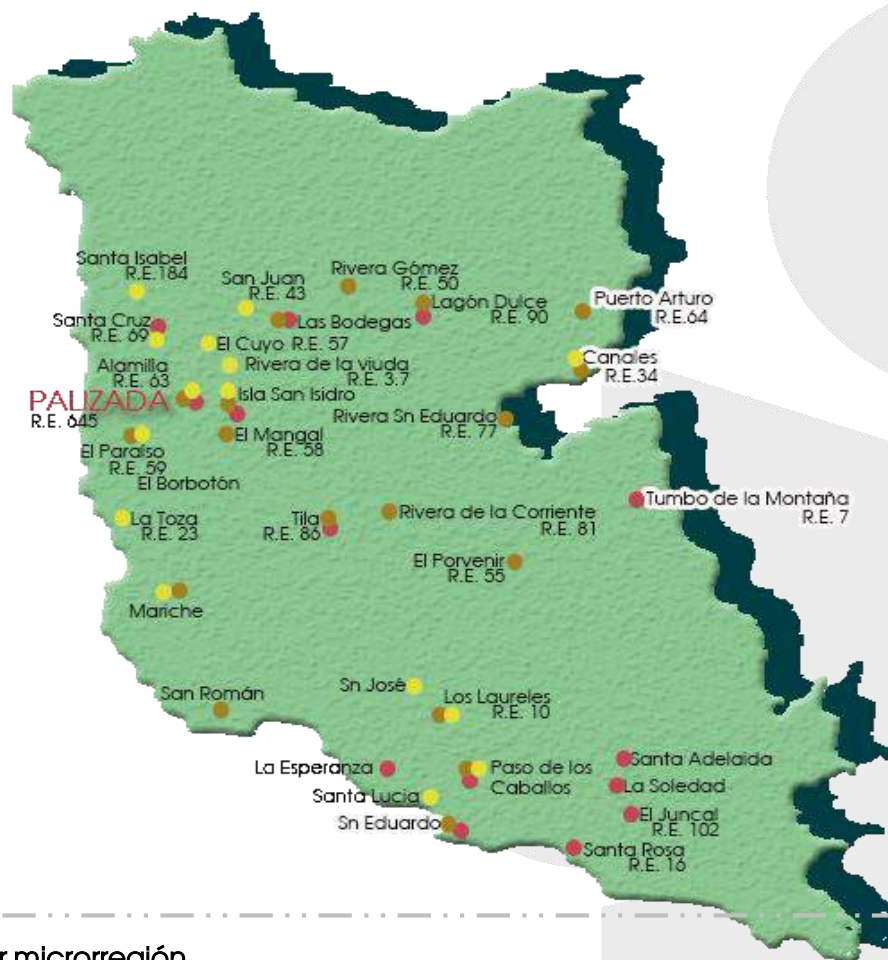 Santa Isabel
R.E.184
San Juan
R.E. 43
Rivera Gómez
R.E. 50
Lagón Dulce
R.E. 90
Puerto Arturo
R.E.64
Santa Cruz
R.E. 69
Las Bodegas
El Cuyo R.E. 57
Canales
R.E.34
Alamilla
R.E. 63
Rivera de la viuda
R.E. 3.7
PALIZADA
R.E. 645
Isla San Isidro
Rivera Sn Eduardo
R.E. 77
El Mangal
R.E. 58
El Paraíso
R.E. 59
El Borbotón
La Toza
R.E. 23
Tila
R.E. 86
Rivera de la Corriente
R.E. 81
Tumbo de la Montaña
R.E. 7
El Porvenir
R.E. 55
Mariche
San Román
Sn José
Los Laureles
R.E. 10
La Esperanza
Paso de los
Caballos
Santa Adelaida
La Soledad
Santa Lucia
El Juncal
R.E. 102
Sn Eduardo
Santa Rosa
R.E. 16
r microrregión